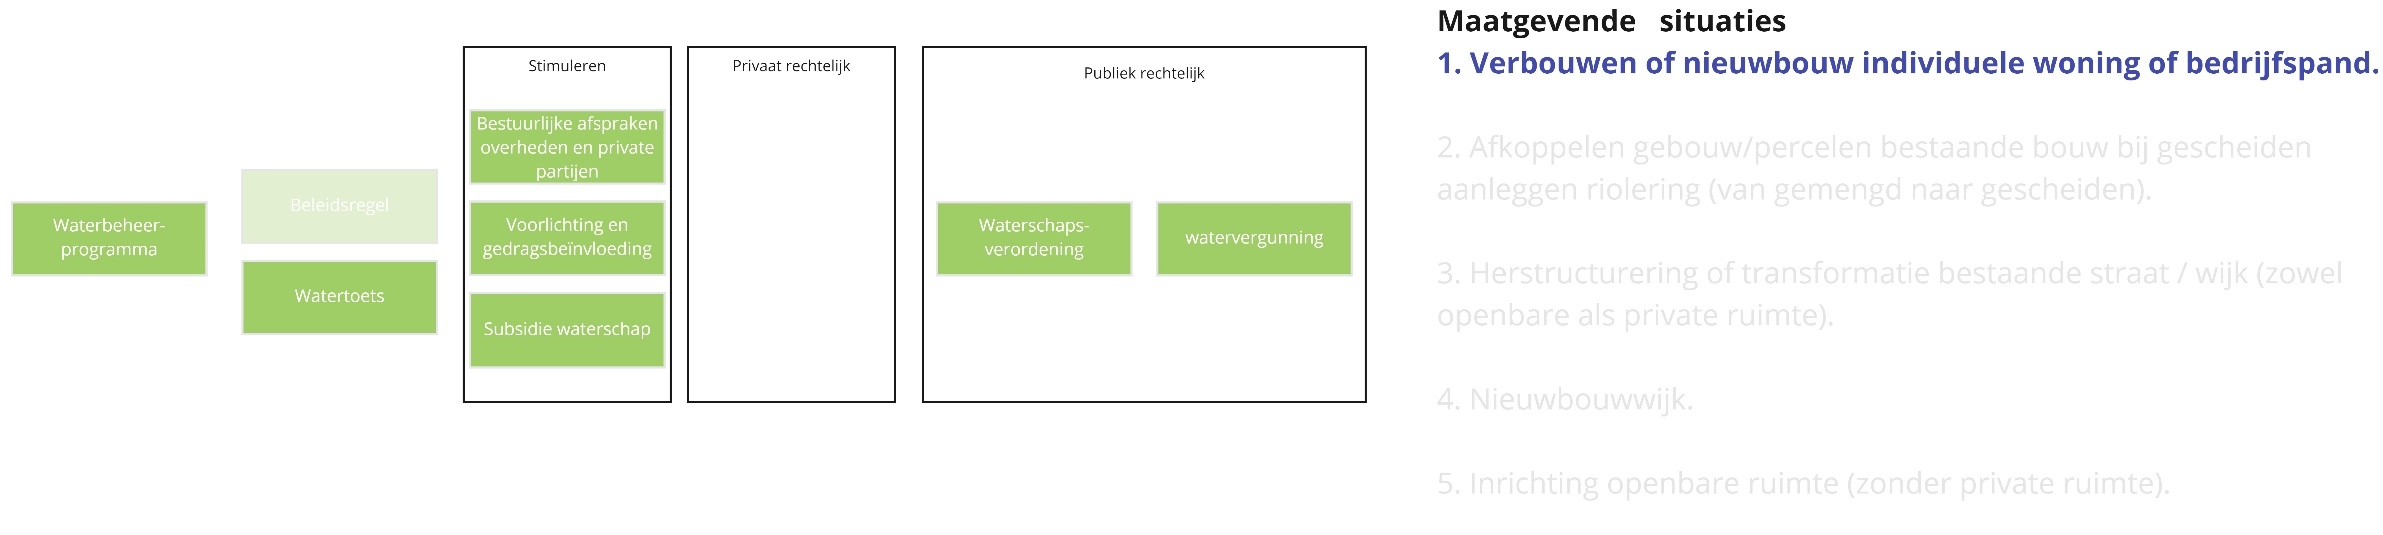 Waterbeheer-
programma
Beleidsregel
Watertoets
Stimuleren
Bestuurlijke afspraken
overheden en private
partijen
Voorlichting en
gedragsbeïnvloeding
Subsidie waterschap
Privaat rechtelijk
Publiek rechtelijk
Waterschaps-
verordening
watervergunning
Maatgevende situaties
1. Verbouwen of nieuwbouw individuele woning of bedrijfspand.
2. Afkoppelen gebouw/percelen bestaande bouw bij gescheiden
aanleggen riolering (van gemengd naar gescheiden).
3. Herstructurering of transformatie bestaande straat / wijk (zowel
openbare als private ruimte).
4. Nieuwbouwwijk.
5. Inrichting openbare ruimte (zonder private ruimte).